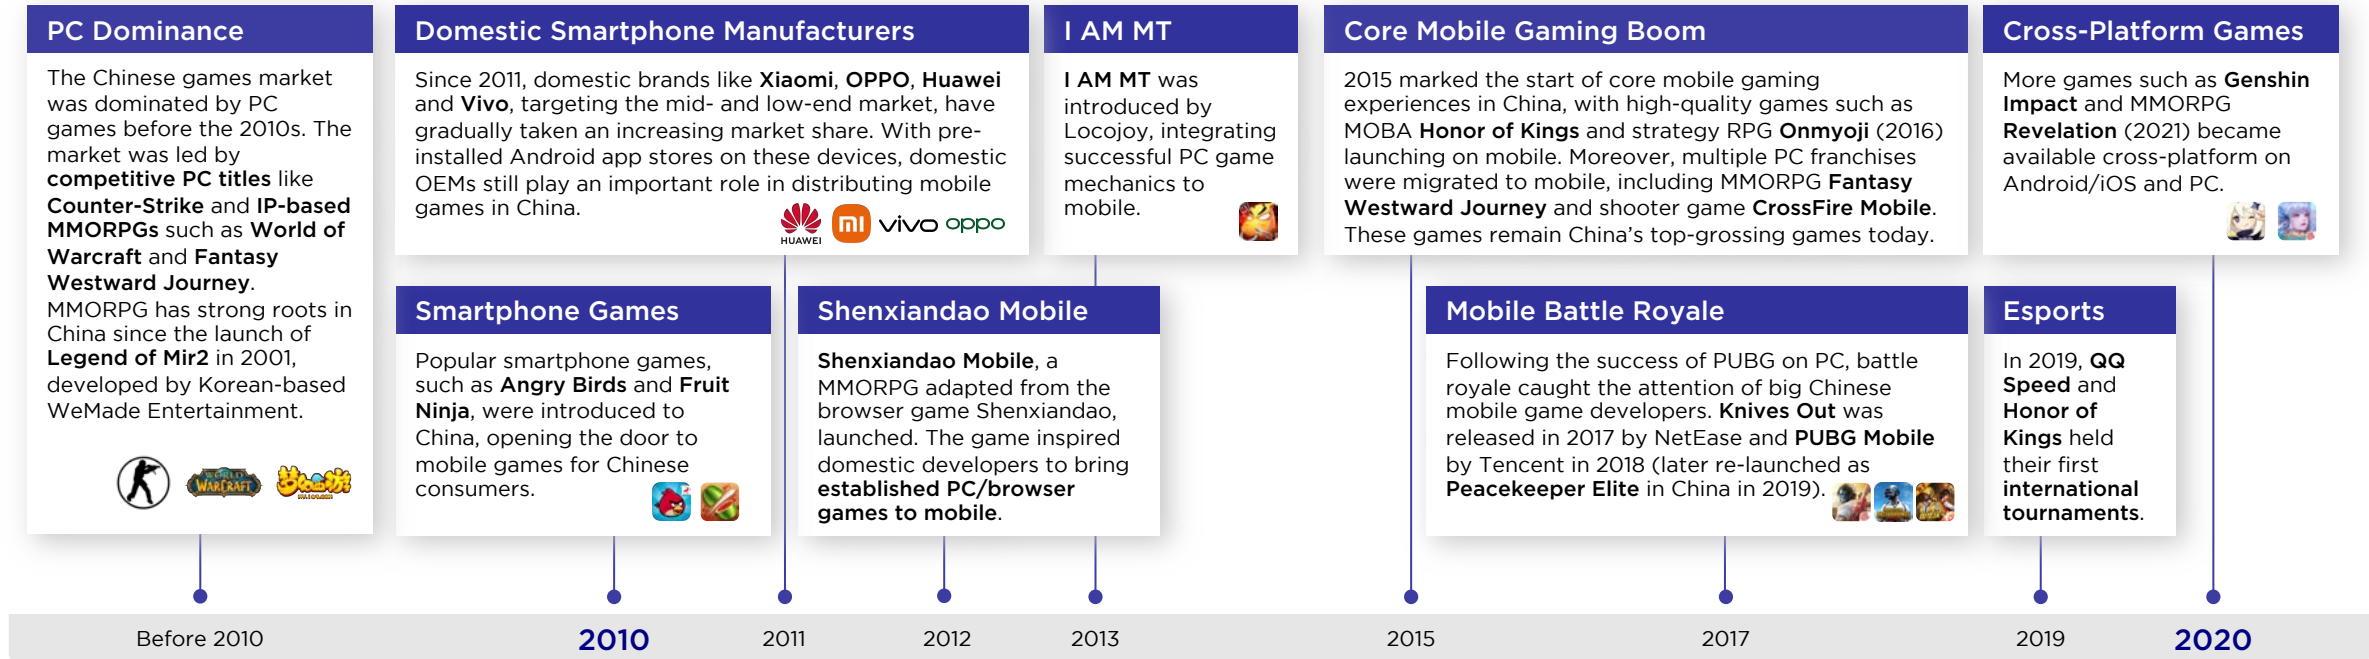 PC Dominance
The Chinese games market
was dominated by PC
games before the 2010s. The
market was led by
competitive PC titles like
Counter-Strike and IP-based
MMORPGs such as World of
Warcraft and Fantasy
Westward Journey.
MMORPG has strong roots in
China since the launch of
Legend of Mir2 in 2001,
developed by Korean-based
WeMade Entertainment.
WORLD
WARCRAFT
Domestic Smartphone Manufacturers
Since 2011, domestic brands like Xiaomi, OPPO, Huawei
and Vivo, targeting the mid- and low-end market, have
gradually taken an increasing market share. With pre-
installed Android app stores on these devices, domestic
OEMs still play an important role in distributing mobile
games in China.
HUAWEI
mi
vivo
oppo
Smartphone Games
Popular smartphone games,
such as Angry Birds and Fruit
Ninja, were introduced to
China, opening the door to
mobile games for Chinese
consumers.
Shenxiandao Mobile
Shenxiandao Mobile, a
MMORPG adapted from the
browser game Shenxiandao,
launched. The game inspired
domestic developers to bring
established PC/browser
games to mobile.
I AM MT
I AM MT was
introduced by
Locojoy, integrating
successful PC game
mechanics to
mobile.
Core Mobile Gaming Boom
2015 marked the start of core mobile gaming
experiences in China, with high-quality games such as
MOBA Honor of Kings and strategy RPG Onmyoji (2016)
launching on mobile. Moreover, multiple PC franchises
were migrated to mobile, including MMORPG Fantasy
Westward Journey and shooter game CrossFire Mobile.
These games remain China's top-grossing games today.
Mobile Battle Royale
Following the success of PUBG on PC, battle
royale caught the attention of big Chinese
mobile game developers. Knives Out was
released in 2017 by NetEase and PUBG Mobile
by Tencent in 2018 (later re-launched as
Peacekeeper Elite in China in 2019).
Cross-Platform Games
More games such as Genshin
Impact and MMORPG
Revelation (2021) became
available cross-platform on
Android/iOS and PC.
Esports
In 2019, QQ
Speed and
Honor of
Kings held
their first
international
tournaments.
Before 2010
2010
2011
2012
2013
2015
2017
2019
2020